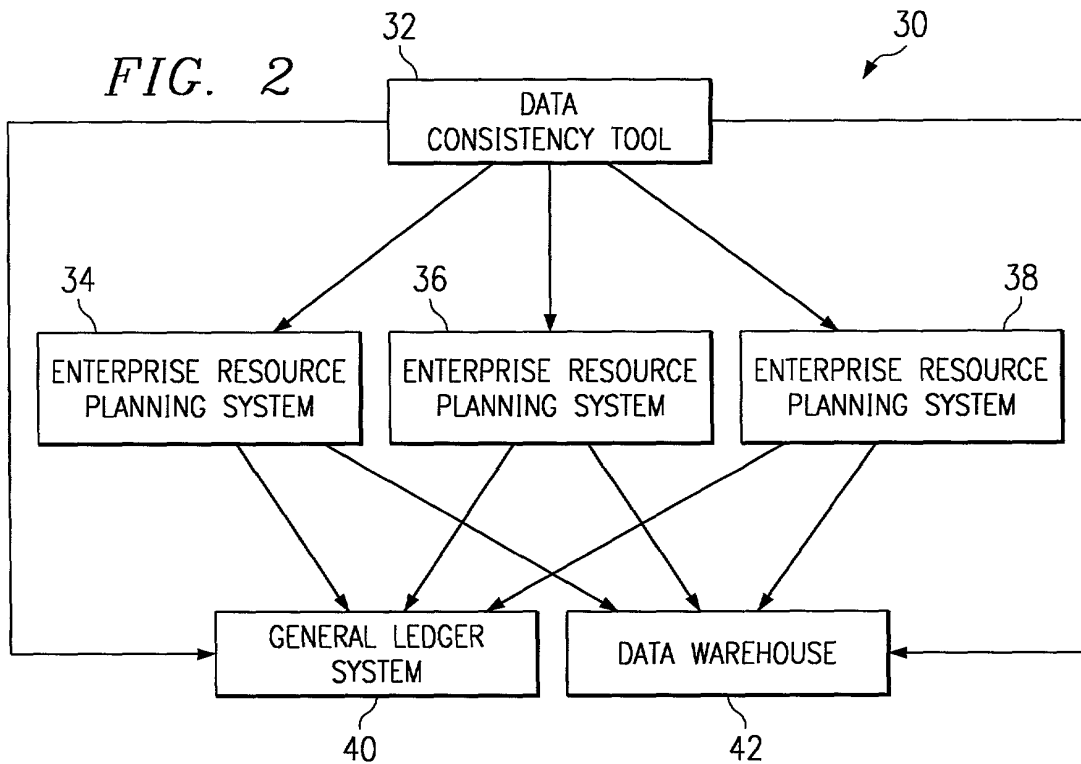 FIG. 2
32
30
DATA
CONSISTENCY TOOL
34
36
38
ENTERPRISE RESOURCE
PLANNING SYSTEM
ENTERPRISE RESOURCE
PLANNING SYSTEM
ENTERPRISE RESOURCE
PLANNING SYSTEM
GENERAL LEDGER
SYSTEM
DATA WAREHOUSE
40
42